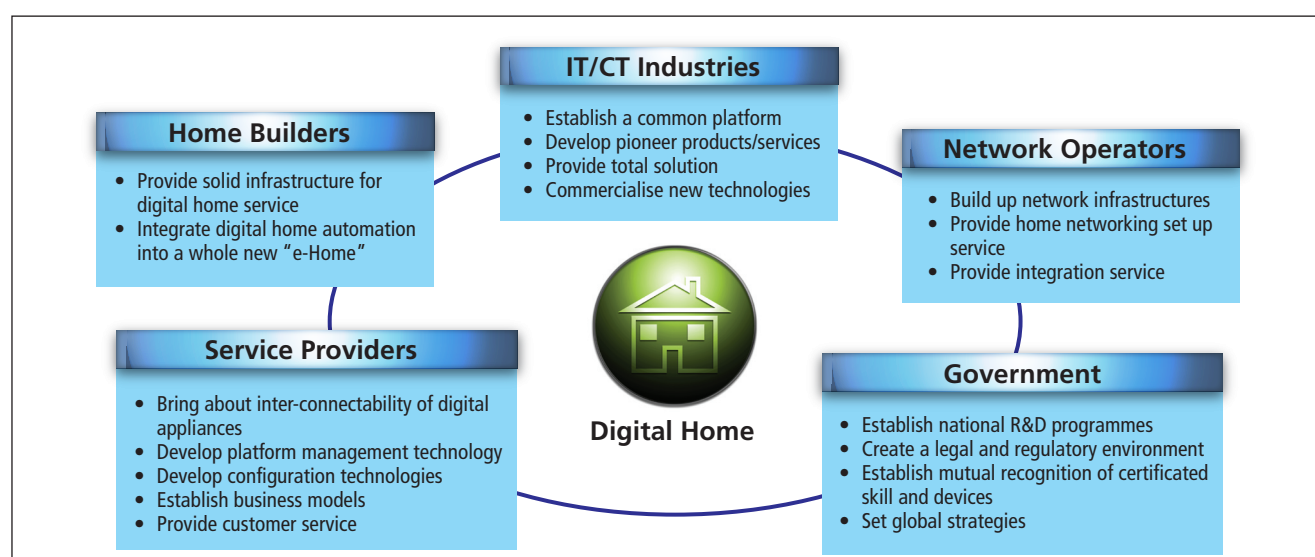 IT/CT Industries
• Establish a common platform
• Develop pioneer products/services
• Provide total solution
• Commercialise new technologies
Home Builders
• Provide solid infrastructure for
digital home service
• Integrate digital home automation
into a whole new “e-Home”
Network Operators
• Build up network infrastructures
• Provide home networking set up
service
• Provide integration service
Service Providers
• Bring about inter-connectability of digital
appliances
• Develop platform management technology
• Develop configuration technologies
• Establish business models
• Provide customer service
Digital Home
Government
• Establish national R&D programmes
• Create a legal and regulatory environment
• Establish mutual recognition of certificated
skill and devices
• Set global strategies